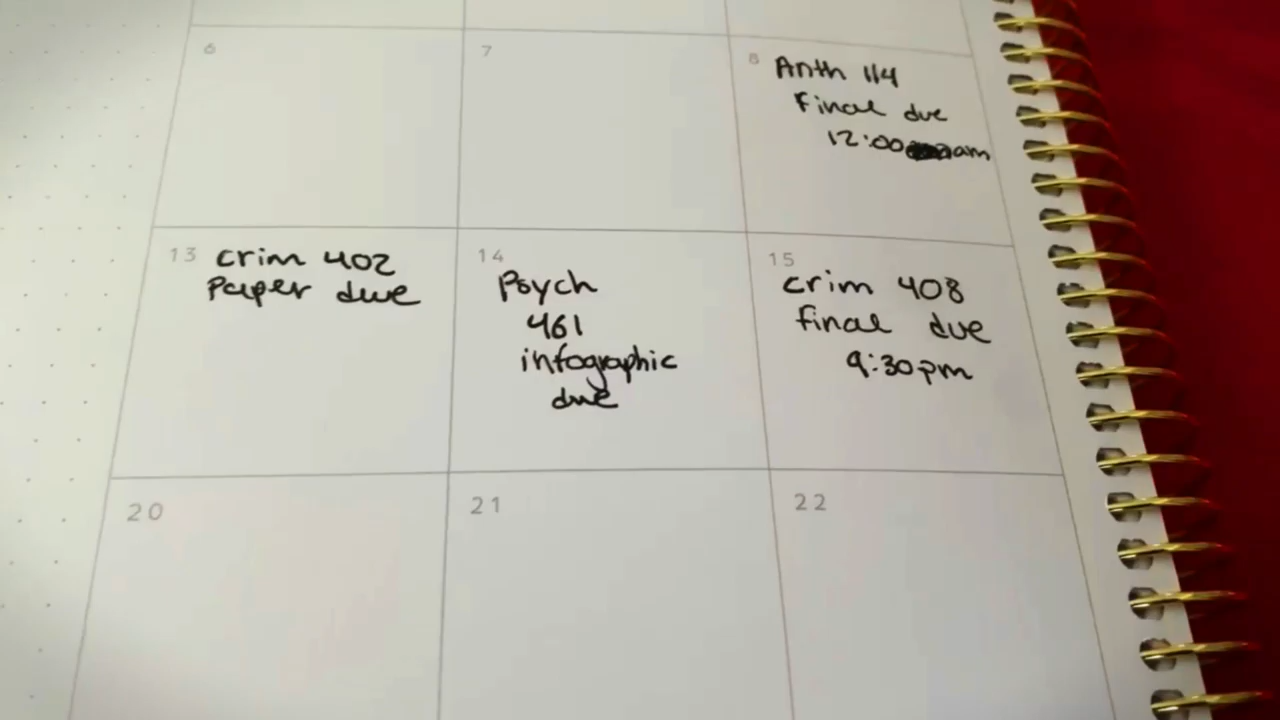 6
7
8
Anth 114
Final due
12:00 am
13
crim 402
Paper due
14
Psych
461
infographic
due
15
crim 408
final due
9:30pm
20
21
22